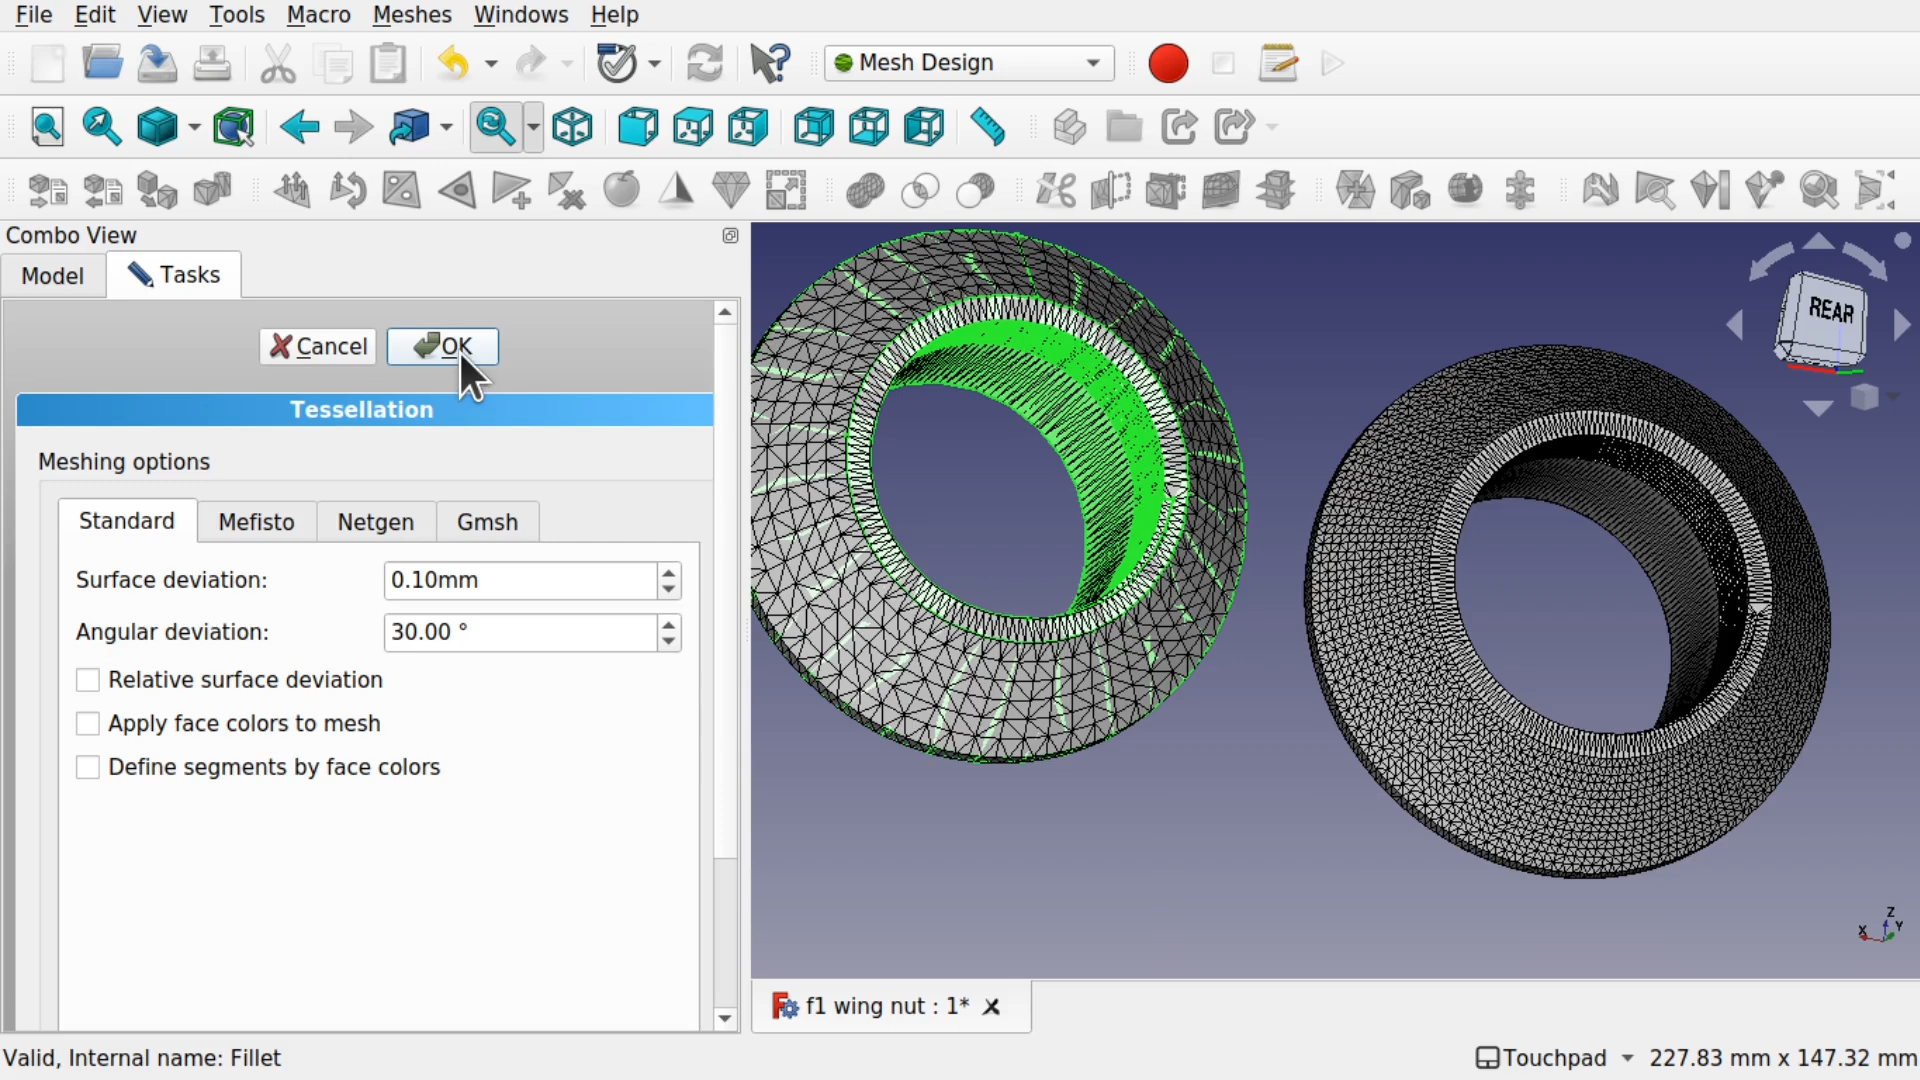 File Edit View Tools Macro Meshes Windows Help
Mesh Design
Combo View
Model Tasks
Cancel OK
Tessellation
Meshing options
Standard Mefisto Netgen Gmsh
Surface deviation: 0.10mm
Angular deviation: 30.00 °
Relative surface deviation
Apply face colors to mesh
Define segments by face colors
REAR
Z
X Y
f1 wing nut : 1*
Valid, Internal name: Fillet
Touchpad 227.83 mm x 147.32 mm